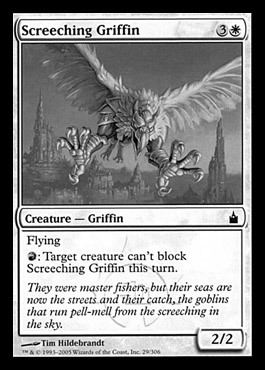 Screeching Griffin 3
Creature — Griffin
Flying
: Target creature can't block
Screeching Griffin this turn.
They were master fishers, but their seas are
now the streets and their catch, the goblins
that run pell-mell from the screeching in
the sky.
Tim Hildebrandt
2/2
™ & © 1993-2005 Wizards of the Coast, Inc. 29/306